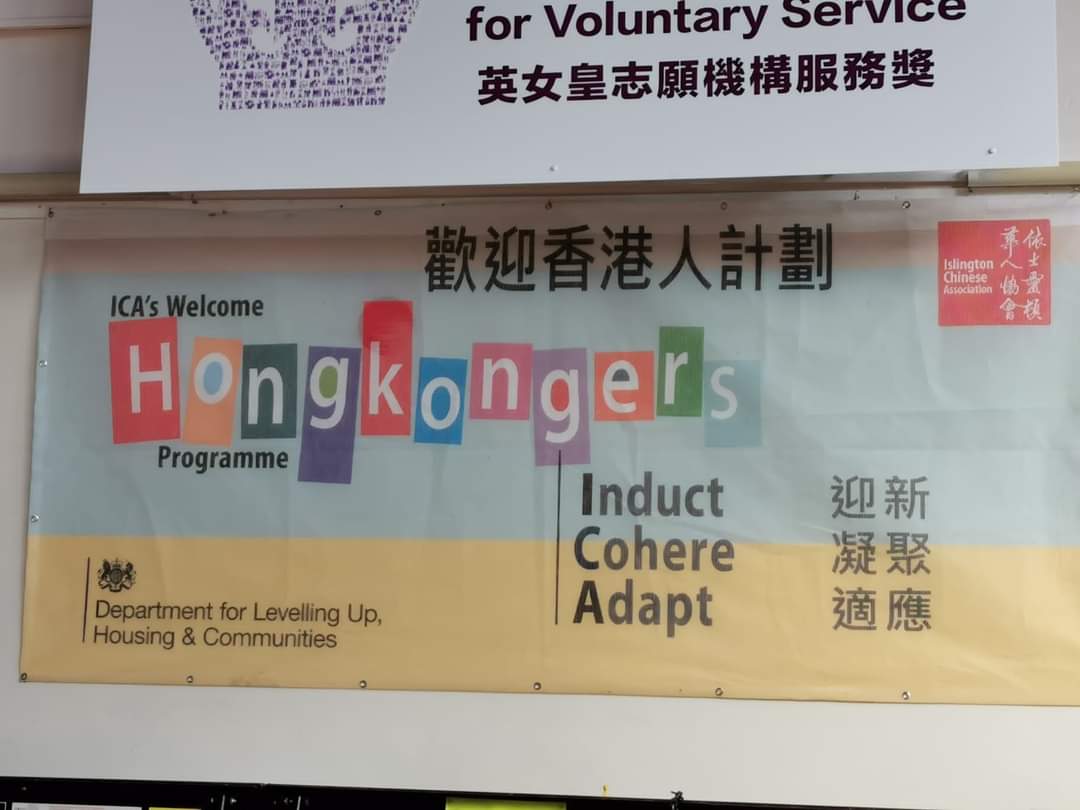 for Voluntary Service
英女皇志願機構服務獎
歡迎香港人計劃
ICA's Welcome
Hongkongers
Programme
Islington
Chinese
Association
依士靈頓
華人協會
Induct 迎新
Cohere 凝聚
Adapt 適應
Department for Levelling Up,
Housing & Communities